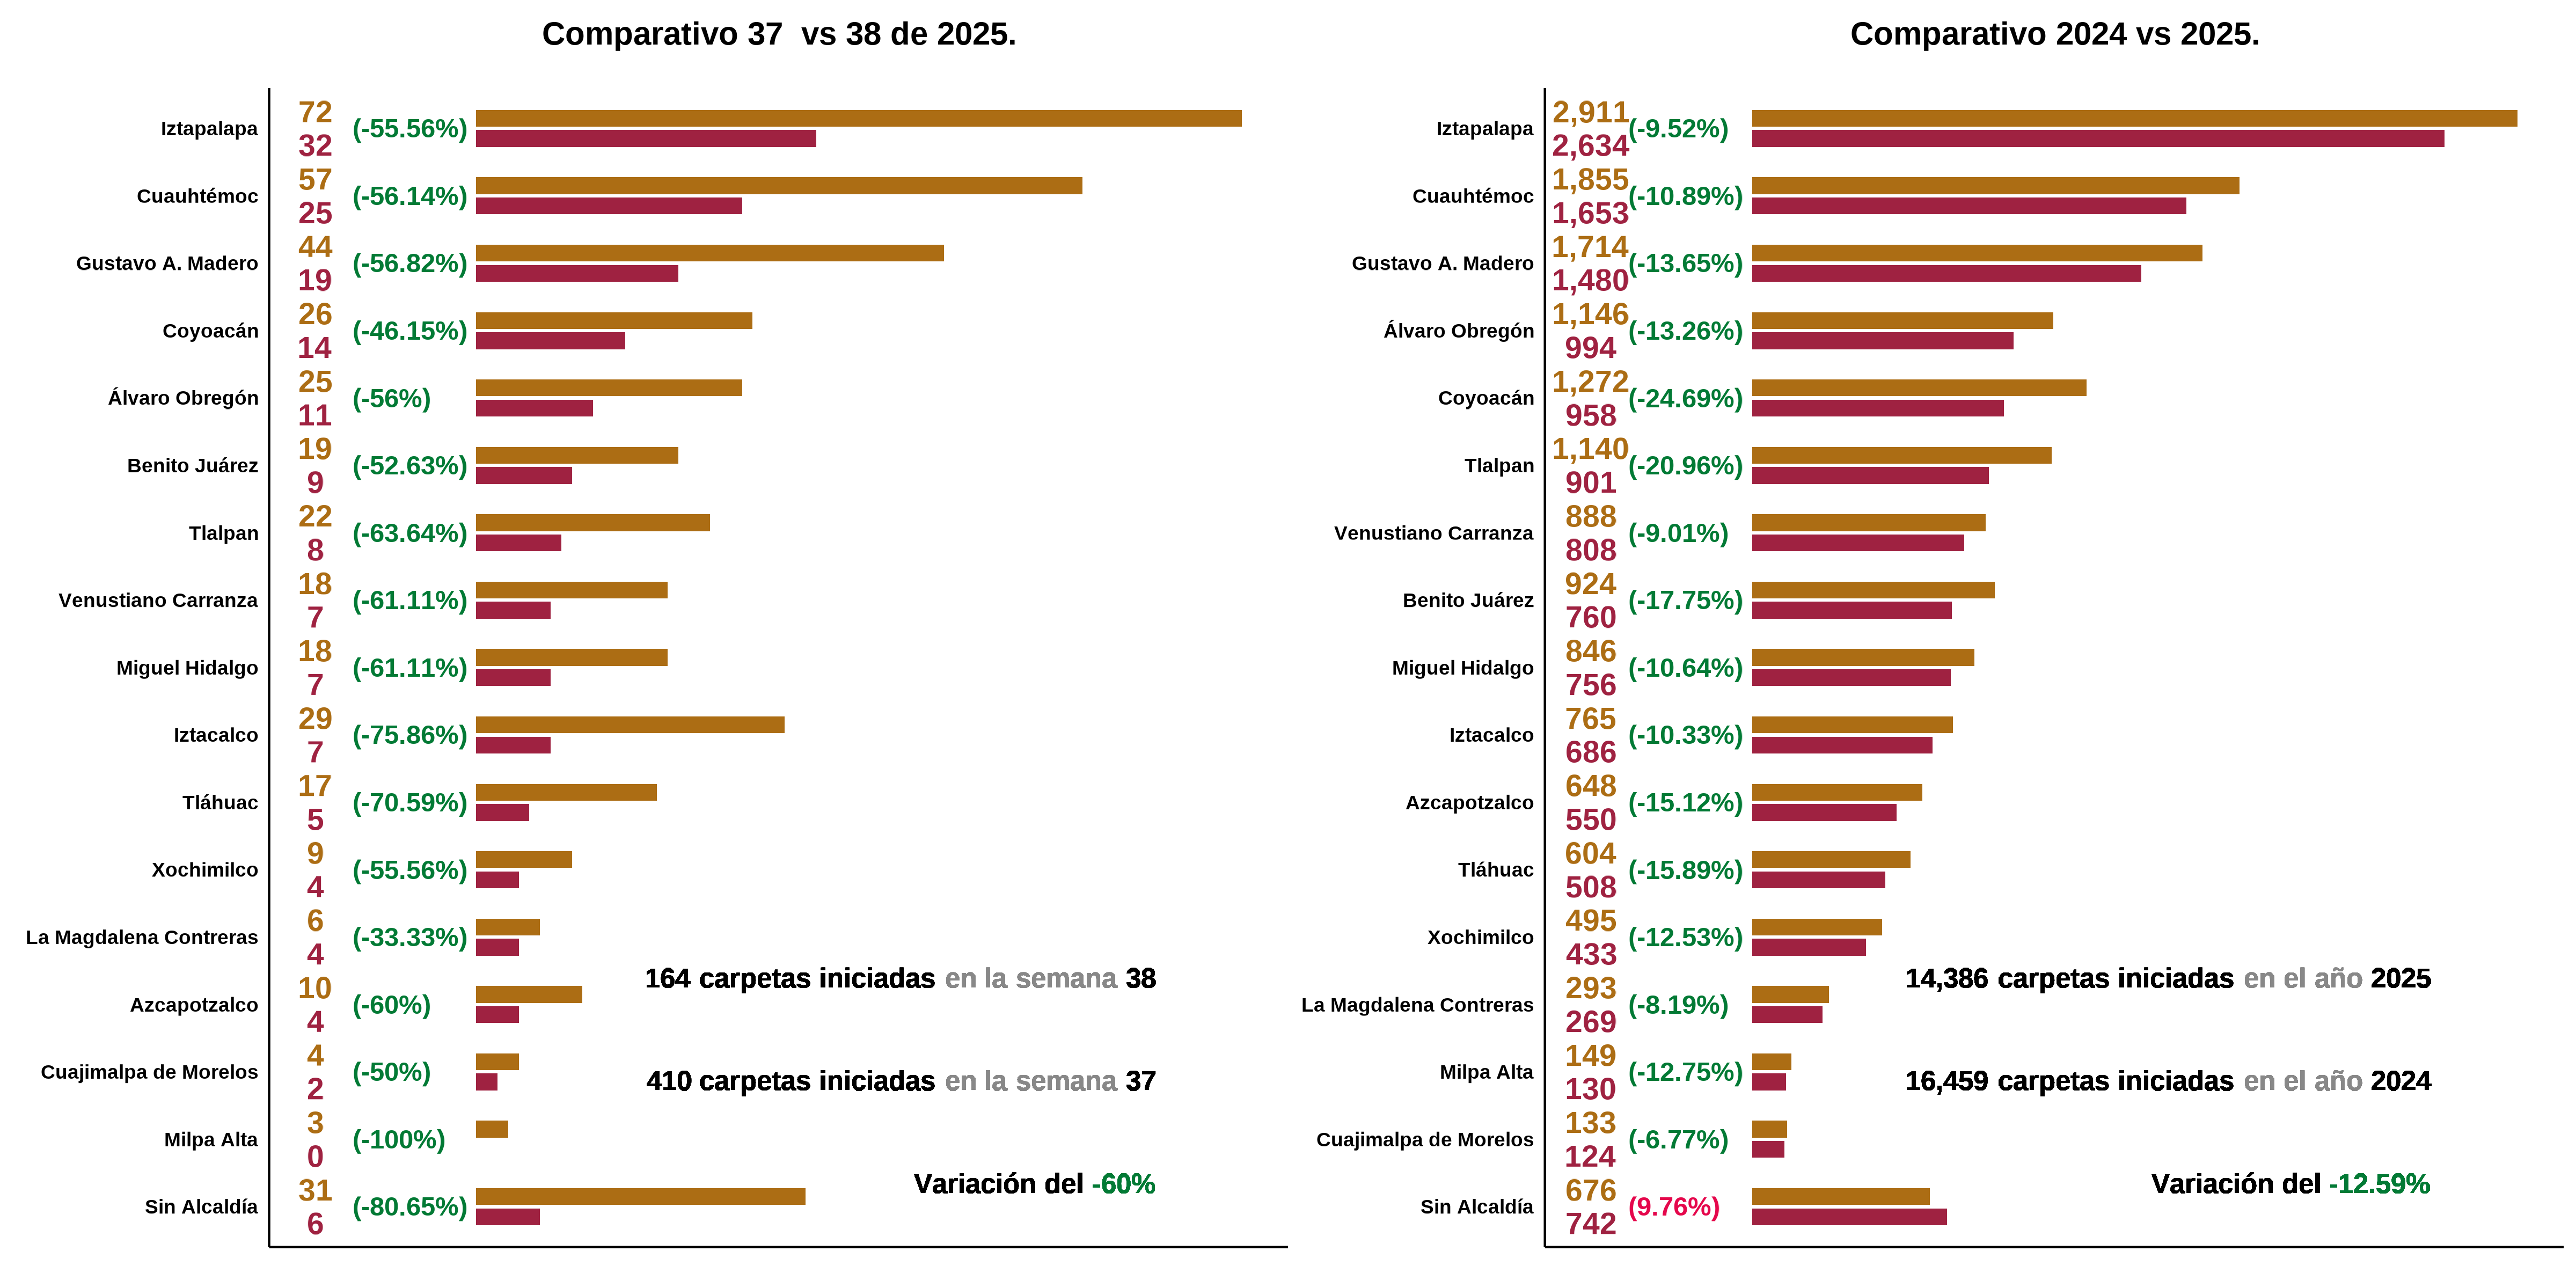 Comparativo 37  vs 38 de 2025.
Iztapalapa
72
32
(-55.56%)
Cuauhtémoc
57
25
(-56.14%)
Gustavo A. Madero
44
19
(-56.82%)
Coyoacán
26
14
(-46.15%)
Álvaro Obregón
25
11
(-56%)
Benito Juárez
19
9
(-52.63%)
Tlalpan
22
8
(-63.64%)
Venustiano Carranza
18
7
(-61.11%)
Miguel Hidalgo
18
7
(-61.11%)
Iztacalco
29
7
(-75.86%)
Tláhuac
17
5
(-70.59%)
Xochimilco
9
4
(-55.56%)
La Magdalena Contreras
6
4
(-33.33%)
Azcapotzalco
10
4
(-60%)
Cuajimalpa de Morelos
4
2
(-50%)
Milpa Alta
3
0
(-100%)
Sin Alcaldía
31
6
(-80.65%)
164 carpetas iniciadas en la semana 38
410 carpetas iniciadas en la semana 37
Variación del -60%
Comparativo 2024 vs 2025.
Iztapalapa
2,911
2,634
(-9.52%)
Cuauhtémoc
1,855
1,653
(-10.89%)
Gustavo A. Madero
1,714
1,480
(-13.65%)
Álvaro Obregón
1,146
994
(-13.26%)
Coyoacán
1,272
958
(-24.69%)
Tlalpan
1,140
901
(-20.96%)
Venustiano Carranza
888
808
(-9.01%)
Benito Juárez
924
760
(-17.75%)
Miguel Hidalgo
846
756
(-10.64%)
Iztacalco
765
686
(-10.33%)
Azcapotzalco
648
550
(-15.12%)
Tláhuac
604
508
(-15.89%)
Xochimilco
495
433
(-12.53%)
La Magdalena Contreras
293
269
(-8.19%)
Milpa Alta
149
130
(-12.75%)
Cuajimalpa de Morelos
133
124
(-6.77%)
Sin Alcaldía
676
742
(9.76%)
14,386 carpetas iniciadas en el año 2025
16,459 carpetas iniciadas en el año 2024
Variación del -12.59%